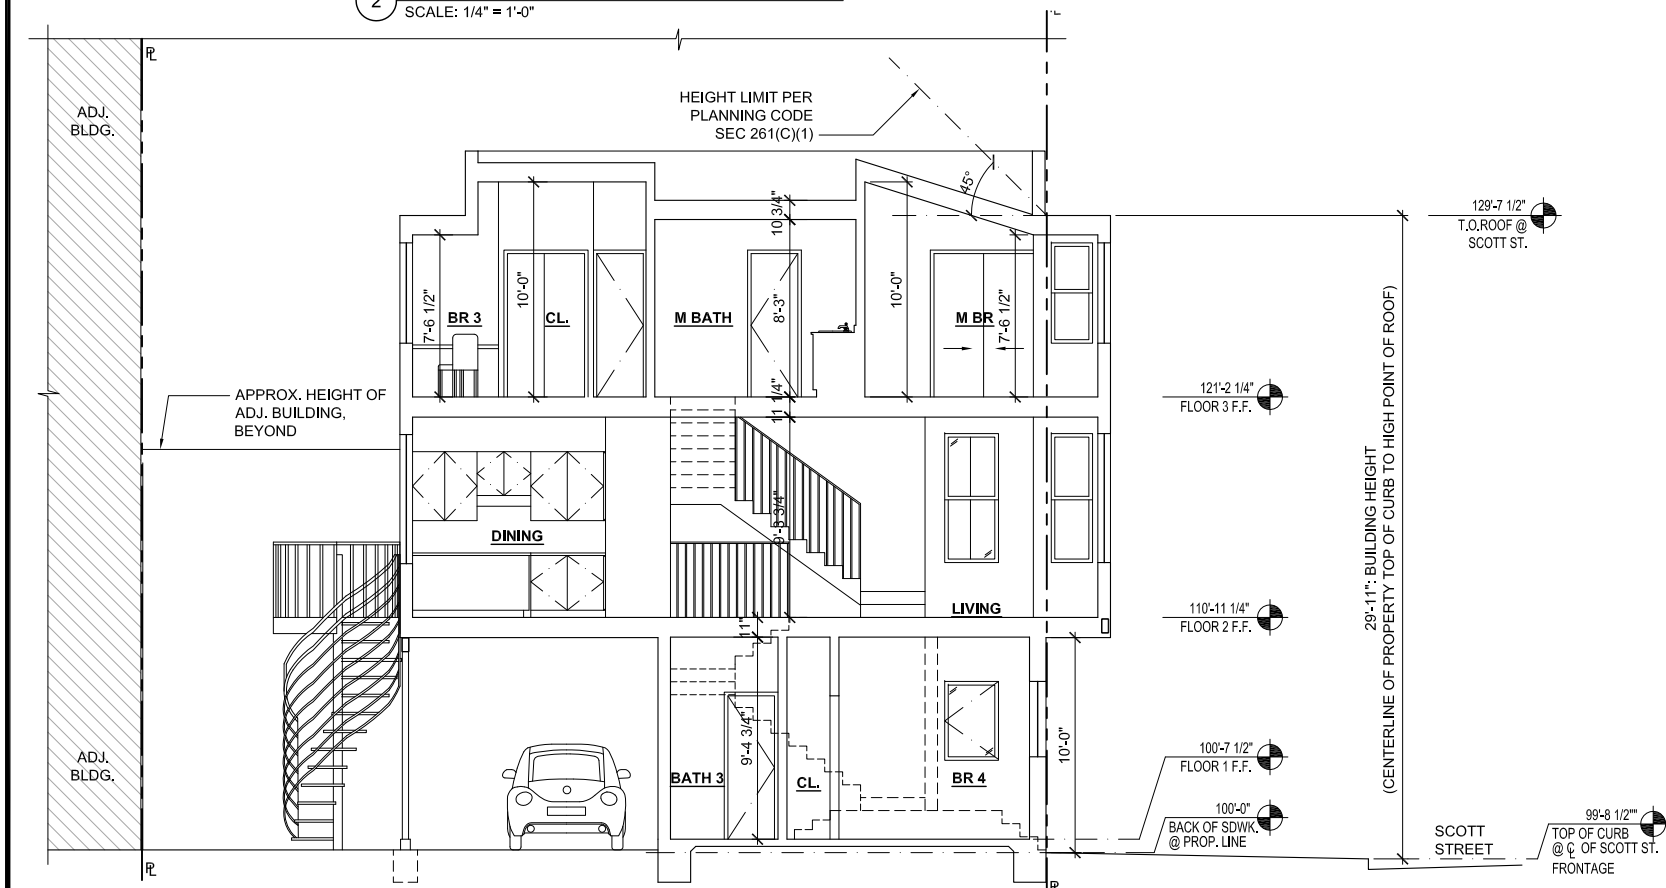 2
SCALE: 1/4" = 1'-0"
PL
PL
ADJ.
BLDG.
HEIGHT LIMIT PER
PLANNING CODE
SEC 261(C)(1)
45°
10 3/4"
129'-7 1/2"
T.O.ROOF @
SCOTT ST.
7'-6 1/2"
BR 3
10'-0"
CL.
M BATH
8'-3"
10'-0"
M BR
7'-6 1/2"
APPROX. HEIGHT OF
ADJ. BUILDING,
BEYOND
11 1/4"
121'-2 1/4"
FLOOR 3 F.F.
DINING
9'-3 3/4"
LIVING
29'-11": BUILDING HEIGHT
(CENTERLINE OF PROPERTY TOP OF CURB TO HIGH POINT OF ROOF)
110'-11 1/4"
FLOOR 2 F.F.
11"
ADJ.
BLDG.
BATH 3
9'-4 3/4"
CL.
BR 4
10'-0"
100'-7 1/2"
FLOOR 1 F.F.
100'-0"
BACK OF SDWK.
@ PROP. LINE
SCOTT
STREET
99'-8 1/2""
TOP OF CURB
@ CL OF SCOTT ST.
FRONTAGE
PL
PL